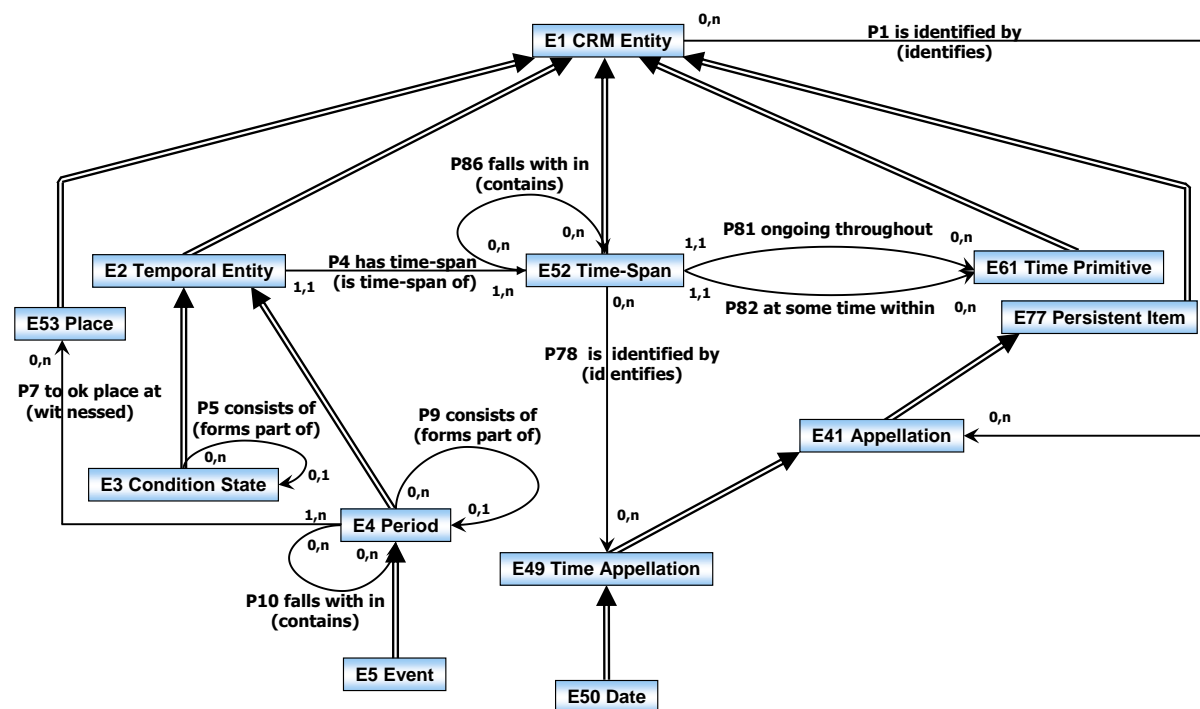 0,n
P1 is identified by
(identifies)
E1 CRM Entity
P86 falls with in
(contains)
0,n
0,n
P81 ongoing throughout
1,1
0,n
E2 Temporal Entity
P4 has time-span
(is time-span of)
1,1
1,n
E52 Time-Span
E61 Time Primitive
1,1
0,n
P82 at some time within
0,n
E53 Place
E77 Persistent Item
0,n
P78 is identified by
(identifies)
P7 to ok place at
(wit nessed)
P5 consists of
(forms part of)
P9 consists of
(forms part of)
0,n
0,1
E3 Condition State
E41 Appellation
0,n
0,n
0,1
1,n
E4 Period
0,n
0,n
0,n
P10 falls with in
(contains)
E49 Time Appellation
E5 Event
E50 Date